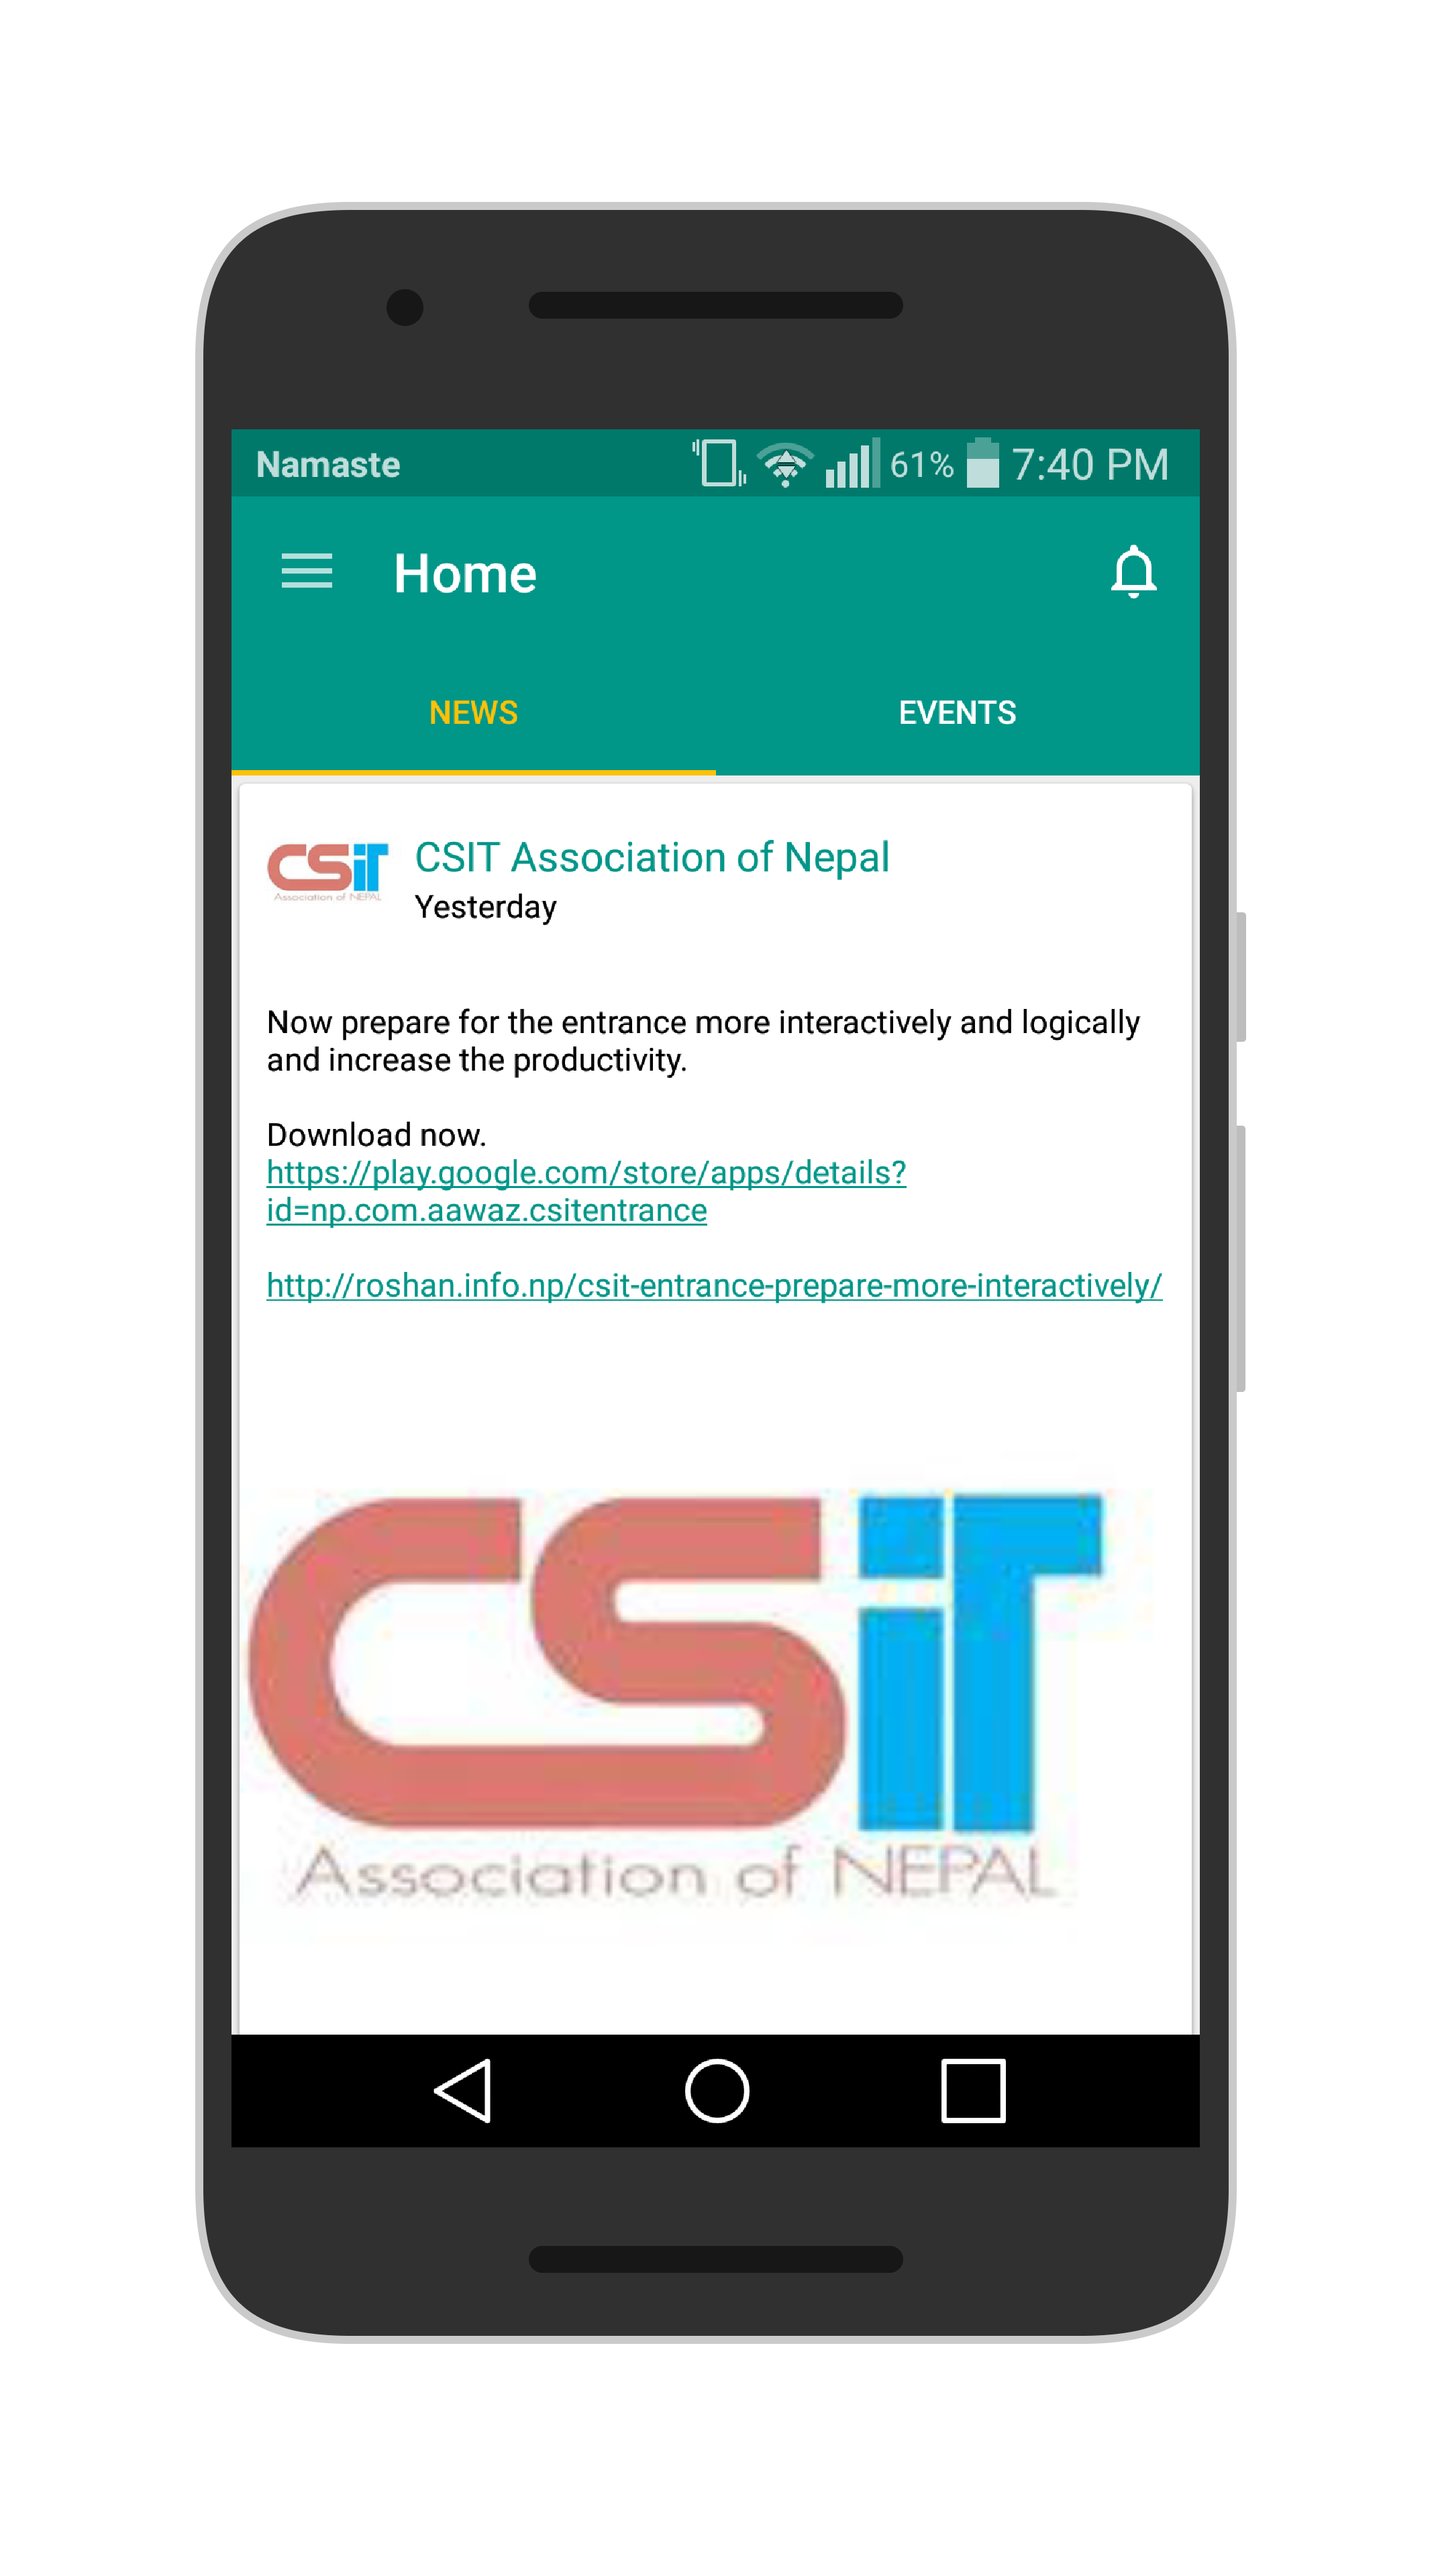 Namaste
61%
7:40 PM
Home
NEWS
EVENTS
CSiT
Association of NEPAL
CSIT Association of Nepal
Yesterday
Now prepare for the entrance more interactively and logically
and increase the productivity.
Download now.
https://play.google.com/store/apps/details?
id=np.com.aawaz.csitentrance
http://roshan.info.np/csit-entrance-prepare-more-interactively/
CSiT
Association of NEPAL